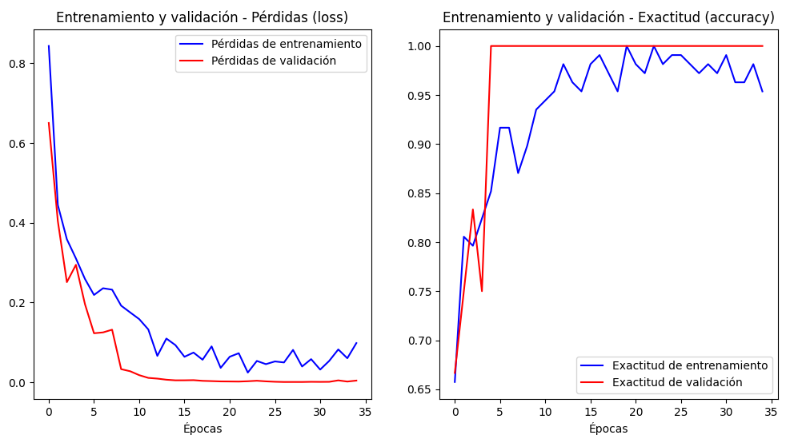 Entrenamiento y validación - Pérdidas (loss)
Pérdidas de entrenamiento
Pérdidas de validación
0.8
0.6
0.4
0.2
0.0
0 5 10 15 20 25 30 35
Épocas
Entrenamiento y validación - Exactitud (accuracy)
1.00
0.95
0.90
0.85
0.80
0.75
0.70
0.65
Exactitud de entrenamiento
Exactitud de validación
0 5 10 15 20 25 30 35
Épocas